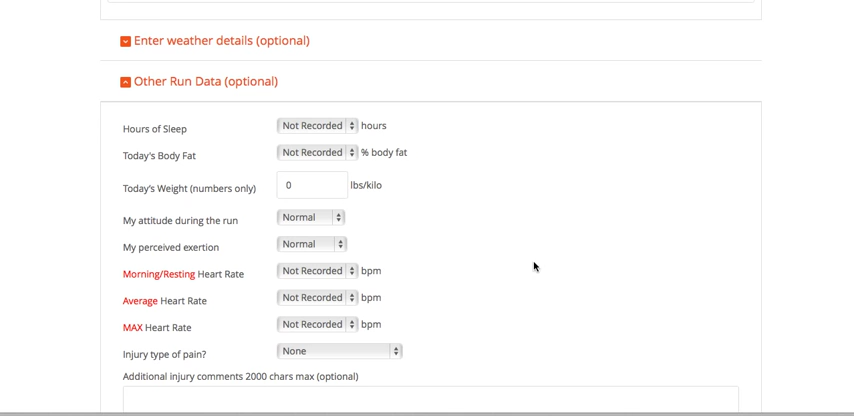 Enter weather details (optional)
Other Run Data (optional)
Hours of Sleep Not Recorded hours
Today's Body Fat Not Recorded % body fat
Today's Weight (numbers only) 0 lbs/kilo
My attitude during the run Normal
My perceived exertion Normal
Morning/Resting Heart Rate Not Recorded bpm
Average Heart Rate Not Recorded bpm
MAX Heart Rate Not Recorded bpm
Injury type of pain? None
Additional injury comments 2000 chars max (optional)